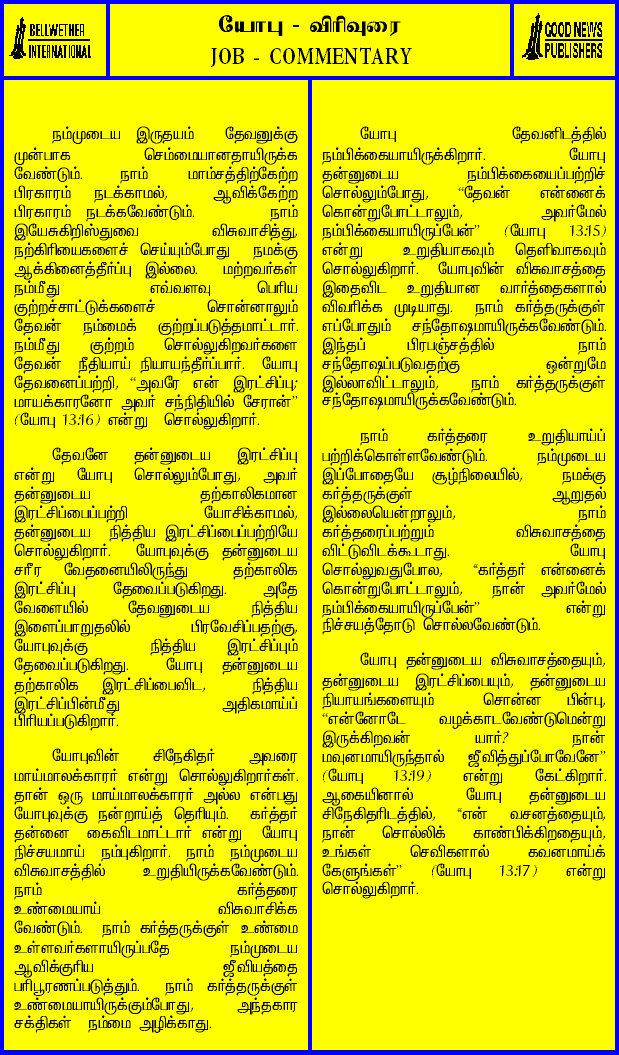 BELLWETHER
INTERNATIONAL
யோபு - விரிவுரை
JOB - COMMENTARY
GOOD NEWS
PUBLISHERS
நம்முடைய இருதயம் தேவனுக்கு
முன்பாக செம்மையானதாயிருக்க
வேண்டும். நாம் மாம்சத்திற்கேற்ற
பிரகாரம் நடக்காமல், ஆவிக்கேற்ற
பிரகாரம் நடக்கவேண்டும். நாம்
இயேசுகிறிஸ்துவை விசுவாசித்து,
நற்கிரியைகளைச் செய்யும்போது நமக்கு
ஆக்கினைத்தீர்ப்பு இல்லை. மற்றவர்கள்
நம்மீது எவ்வளவு பெரிய
குற்றச்சாட்டுக்களைச் சொன்னாலும்
தேவன் நம்மைக் குற்றப்படுத்தமாட்டார்.
நம்மீது குற்றம் சொல்லுகிறவர்களை
தேவன் நீதியாய் நியாயந்தீர்ப்பார். யோபு
தேவனைப்பற்றி, “அவரே என் இரட்சிப்பு;
மாயக்காரனோ அவர் சந்நிதியில் சேரான்”
(யோபு 13:16) என்று சொல்லுகிறார்.
தேவனே தன்னுடைய இரட்சிப்பு
என்று யோபு சொல்லும்போது, அவர்
தன்னுடைய தற்காலிகமான
இரட்சிப்பைப்பற்றி யோசிக்காமல்,
தன்னுடைய நித்திய இரட்சிப்பைப்பற்றியே
சொல்லுகிறார். யோபுவுக்கு தன்னுடைய
சரீர வேதனையிலிருந்து தற்காலிக
இரட்சிப்பு தேவைப்படுகிறது. அதே
வேளையில் தேவனுடைய நித்திய
இளைப்பாறுதலில் பிரவேசிப்பதற்கு,
யோபுவுக்கு நித்திய இரட்சிப்பும்
தேவைப்படுகிறது. யோபு தன்னுடைய
தற்காலிக இரட்சிப்பைவிட, நித்திய
இரட்சிப்பின்மீது அதிகமாய்ப்
பிரியப்படுகிறார்.
யோபுவின் சிநேகிதர் அவரை
மாய்மாலக்காரர் என்று சொல்லுகிறார்கள்.
தான் ஒரு மாய்மாலக்காரர் அல்ல என்பது
யோபுவுக்கு நன்றாய்த் தெரியும். கர்த்தர்
தன்னை கைவிடமாட்டார் என்று யோபு
நிச்சயமாய் நம்புகிறார். நாம் நம்முடைய
விசுவாசத்தில் உறுதியிருக்கவேண்டும்.
நாம் கர்த்தரை
உண்மையாய் விசுவாசிக்க
வேண்டும். நாம் கர்த்தருக்குள் உண்மை
உள்ளவர்களாயிருப்பதே நம்முடைய
ஆவிக்குரிய ஜீவியத்தை
பரிபூரணப்படுத்தும். நாம் கர்த்தருக்குள்
உண்மையாயிருக்கும்போது, அந்தகார
சக்திகள் நம்மை அழிக்காது.
யோபு தேவனிடத்தில்
நம்பிக்கையாயிருக்கிறார். யோபு
தன்னுடைய நம்பிக்கையைப்பற்றிச்
சொல்லும்போது, “தேவன் என்னைக்
கொன்றுபோட்டாலும், அவர்மேல்
நம்பிக்கையாயிருப்பேன்” (யோபு 13:15)
என்று உறுதியாகவும் தெளிவாகவும்
சொல்லுகிறார். யோபுவின் விசுவாசத்தை
இதைவிட உறுதியான வார்த்தைகளால்
விவரிக்க முடியாது. நாம் கர்த்தருக்குள்
எப்போதும் சந்தோஷமாயிருக்கவேண்டும்.
இந்தப் பிரபஞ்சத்தில் நாம்
சந்தோஷப்படுவதற்கு ஒன்றுமே
இல்லாவிட்டாலும், நாம் கர்த்தருக்குள்
சந்தோஷமாயிருக்கவேண்டும்.
நாம் கர்த்தரை உறுதியாய்ப்
பற்றிக்கொள்ளவேண்டும். நம்முடைய
இப்போதையே சூழ்நிலையில், நமக்கு
கர்த்தருக்குள் ஆறுதல்
இல்லையென்றாலும், நாம்
கர்த்தரைப்பற்றும் விசுவாசத்தை
விட்டுவிடக்கூடாது. யோபு
சொல்லுவதுபோல, “கர்த்தர் என்னைக்
கொன்றுபோட்டாலும், நான் அவர்மேல்
நம்பிக்கையாயிருப்பேன்” என்று
நிச்சயத்தோடு சொல்லவேண்டும்.
யோபு தன்னுடைய விசுவாசத்தையும்,
தன்னுடைய இரட்சிப்பையும், தன்னுடைய
நியாயங்களையும் சொன்ன பின்பு,
“என்னோடே வழக்காடவேண்டுமென்று
இருக்கிறவன் யார்? நான்
மவுனமாயிருந்தால் ஜீவித்துப்போவேனே”
(யோபு 13:19) என்று கேட்கிறார்.
ஆகையினால் யோபு தன்னுடைய
சிநேகிதரிடத்தில், “என் வசனத்தையும்,
நான் சொல்லிக் காண்பிக்கிறதையும்,
உங்கள் செவிகளால் கவனமாய்க்
கேளுங்கள்” (யோபு 13:17) என்று
சொல்லுகிறார்.